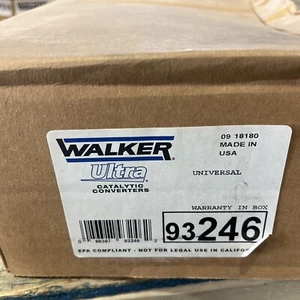 WALKER
Ultra
CATALYTIC
CONVERTERS
09 18180
MADE IN
USA
UNIVERSAL
WARRANTY IN BOX
93246
EPA COMPLIANT - NOT FOR LEGAL USE IN CALIFOR